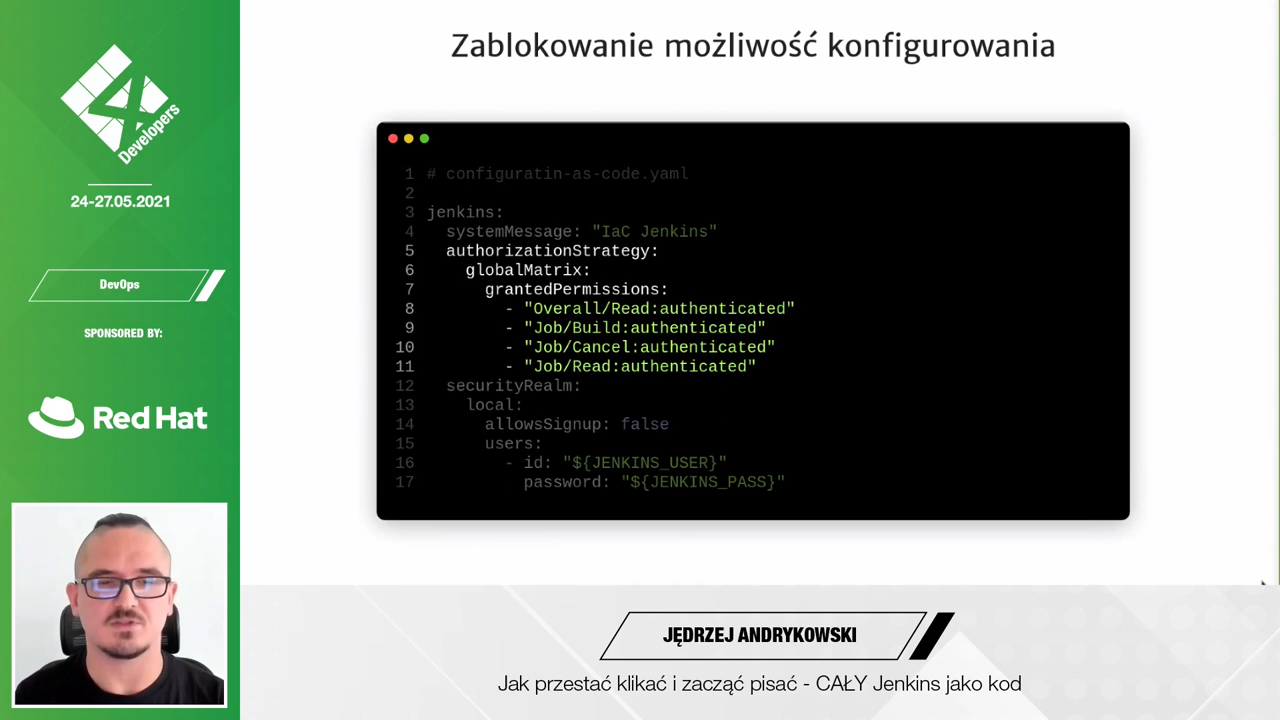 4
Developers
24-27.05.2021
DevOps
SPONSORED BY:
Red Hat
Zablokowanie możliwość konfigurowania
1 # configuratin-as-code.yaml
2
3 jenkins:
4   systemMessage: "IaC Jenkins"
5   authorizationStrategy:
6     globalMatrix:
7       grantedPermissions:
8         - "Overall/Read:authenticated"
9         - "Job/Build:authenticated"
10         - "Job/Cancel:authenticated"
11         - "Job/Read:authenticated"
12   securityRealm:
13     local:
14       allowsSignup: false
15       users:
16         - id: "${JENKINS_USER}"
17           password: "${JENKINS_PASS}"
JĘDRZEJ ANDRYKOWSKI
Jak przestać klikać i zacząć pisać - CAŁY Jenkins jako kod